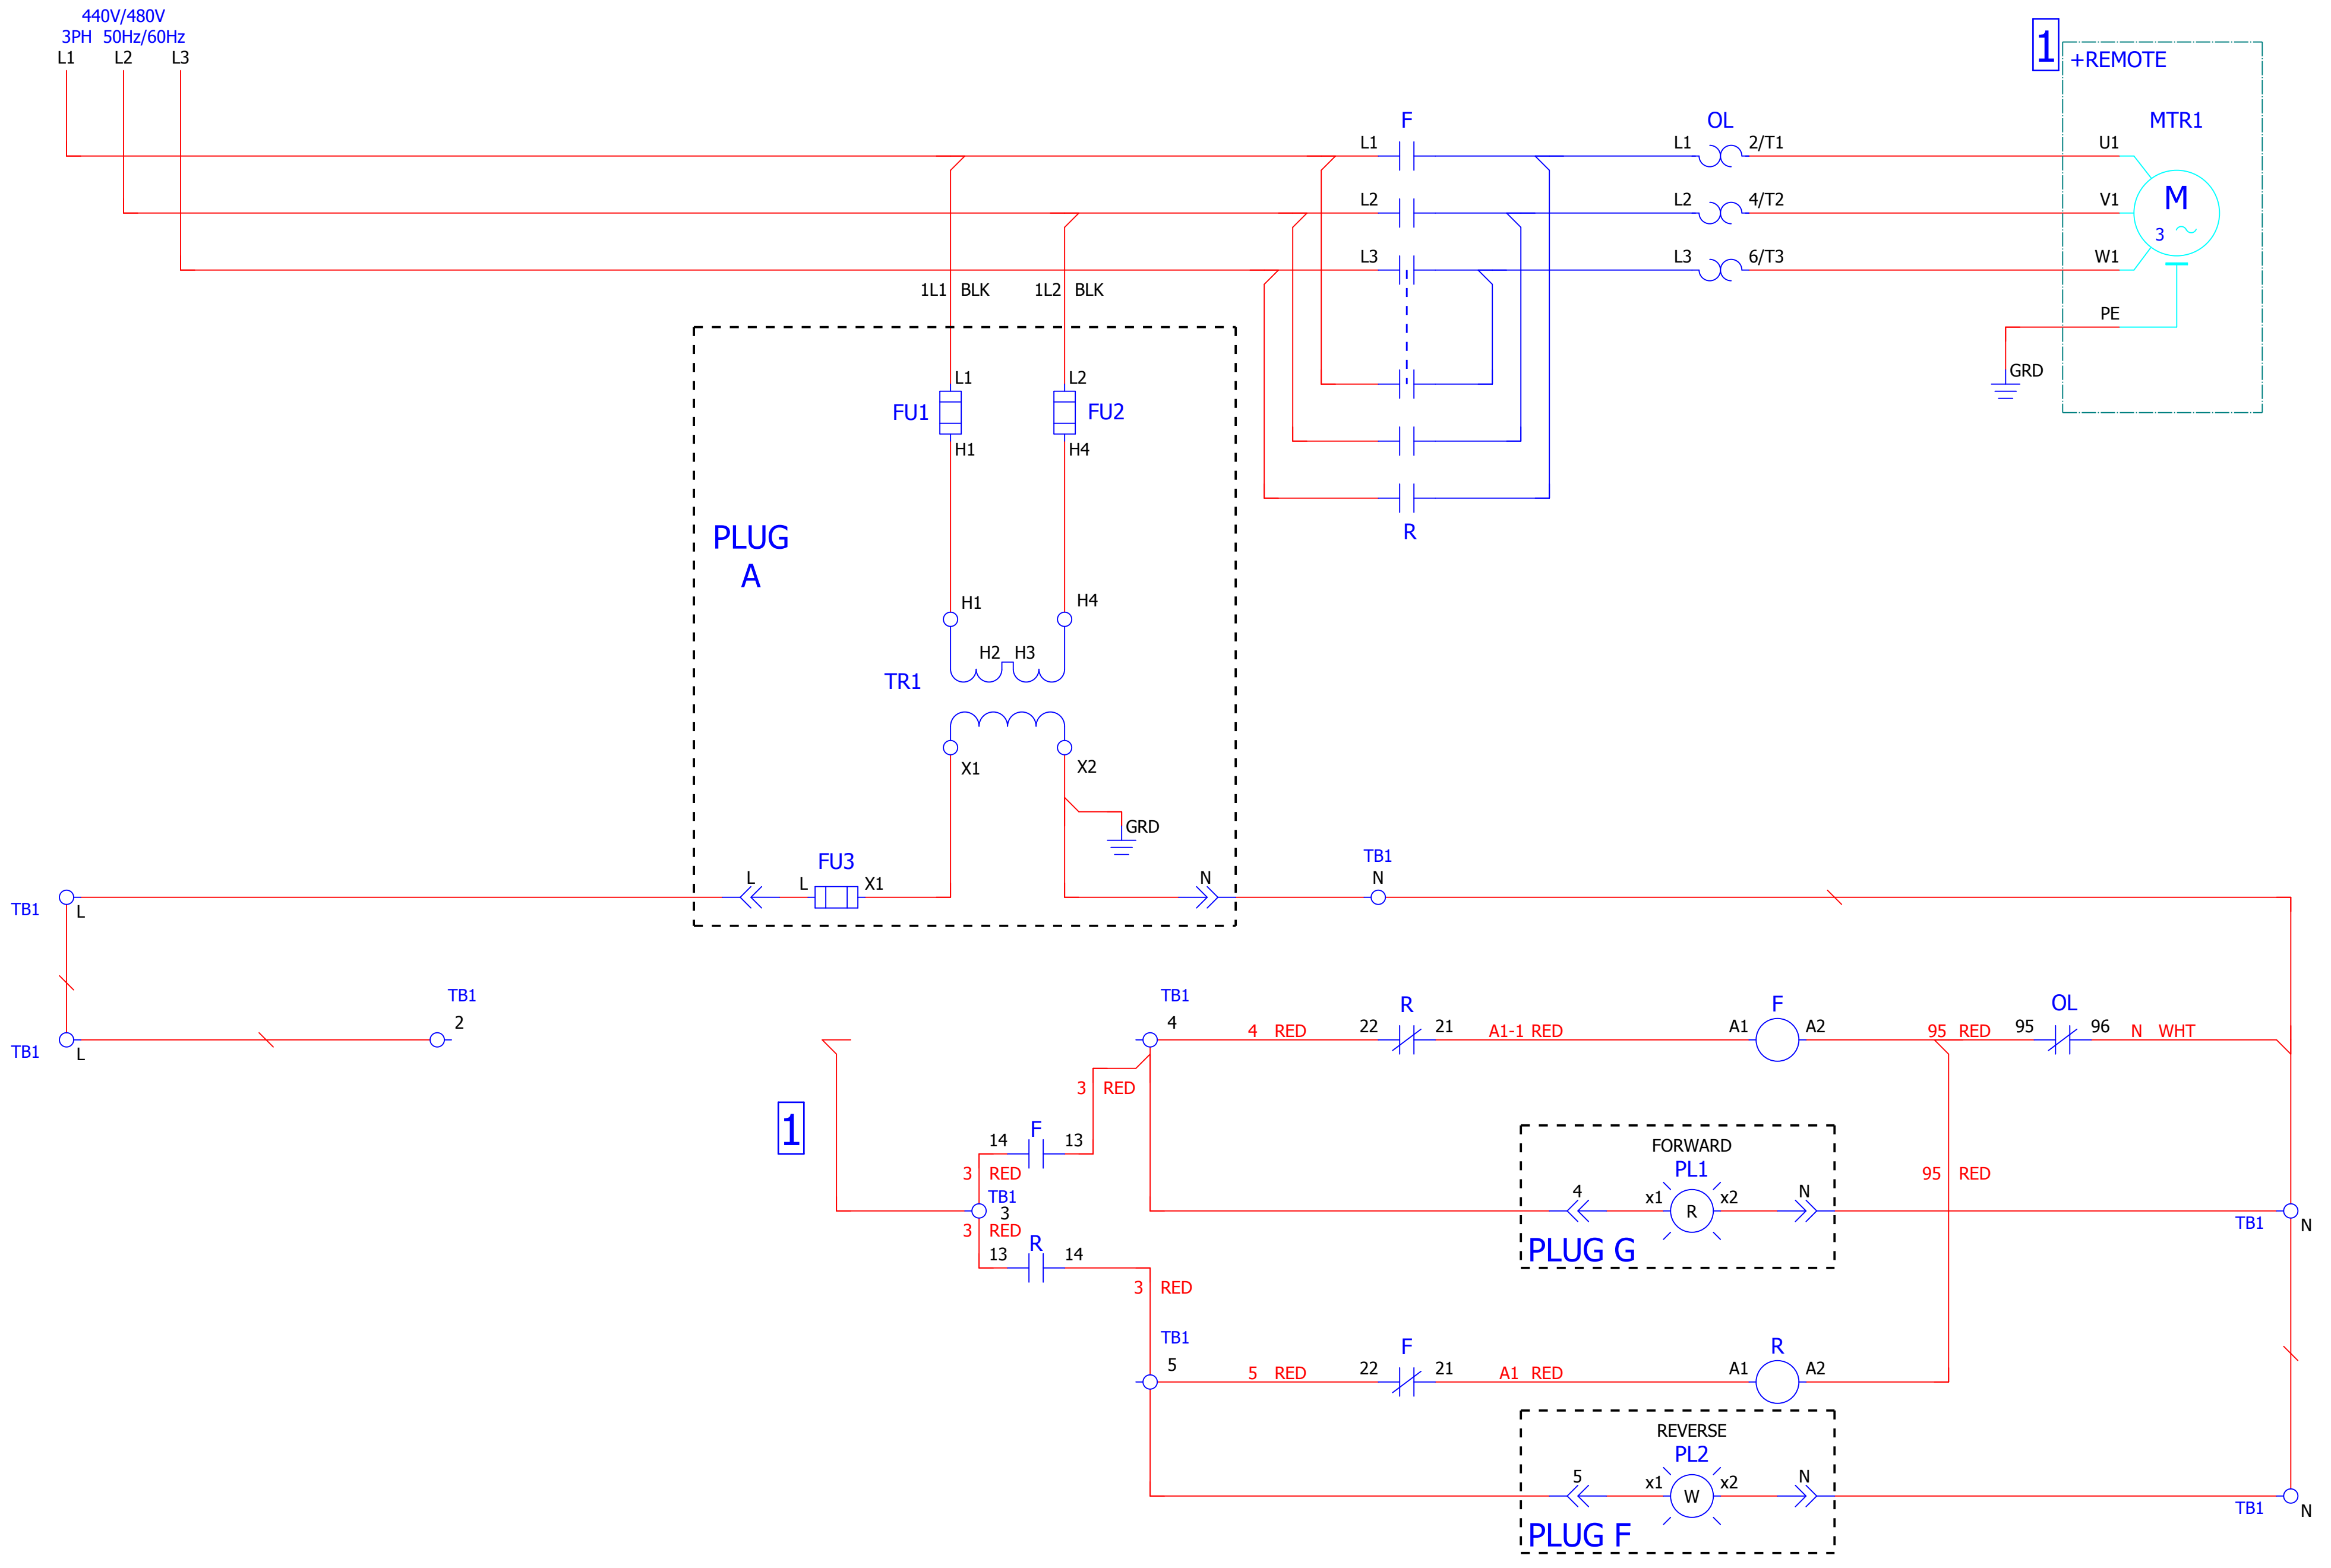 440V/480V
3PH 50Hz/60Hz
L1 L2 L3
1
+REMOTE
F
OL
MTR1
L1
L1
2/T1
U1
L2
L2
4/T2
V1
M
3
L3
L3
6/T3
W1
1L1 BLK
1L2 BLK
PE
GRD
L1
L2
FU1
FU2
H1
H4
R
PLUG
A
H1
H4
H2 H3
TR1
X1
X2
GRD
FU3
L
L
X1
N
TB1
N
TB1
L
TB1
2
TB1
L
TB1
4
4 RED
R
22
21
A1-1 RED
F
A1
A2
95 RED
OL
95
96
N WHT
3 RED
1
F
14
13
3 RED
TB1
3
3 RED
R
13
14
FORWARD
PL1
4
x1
x2
N
R
PLUG G
95 RED
TB1
N
3 RED
TB1
5
5 RED
F
22
21
A1 RED
R
A1
A2
REVERSE
PL2
5
x1
x2
N
W
PLUG F
TB1
N